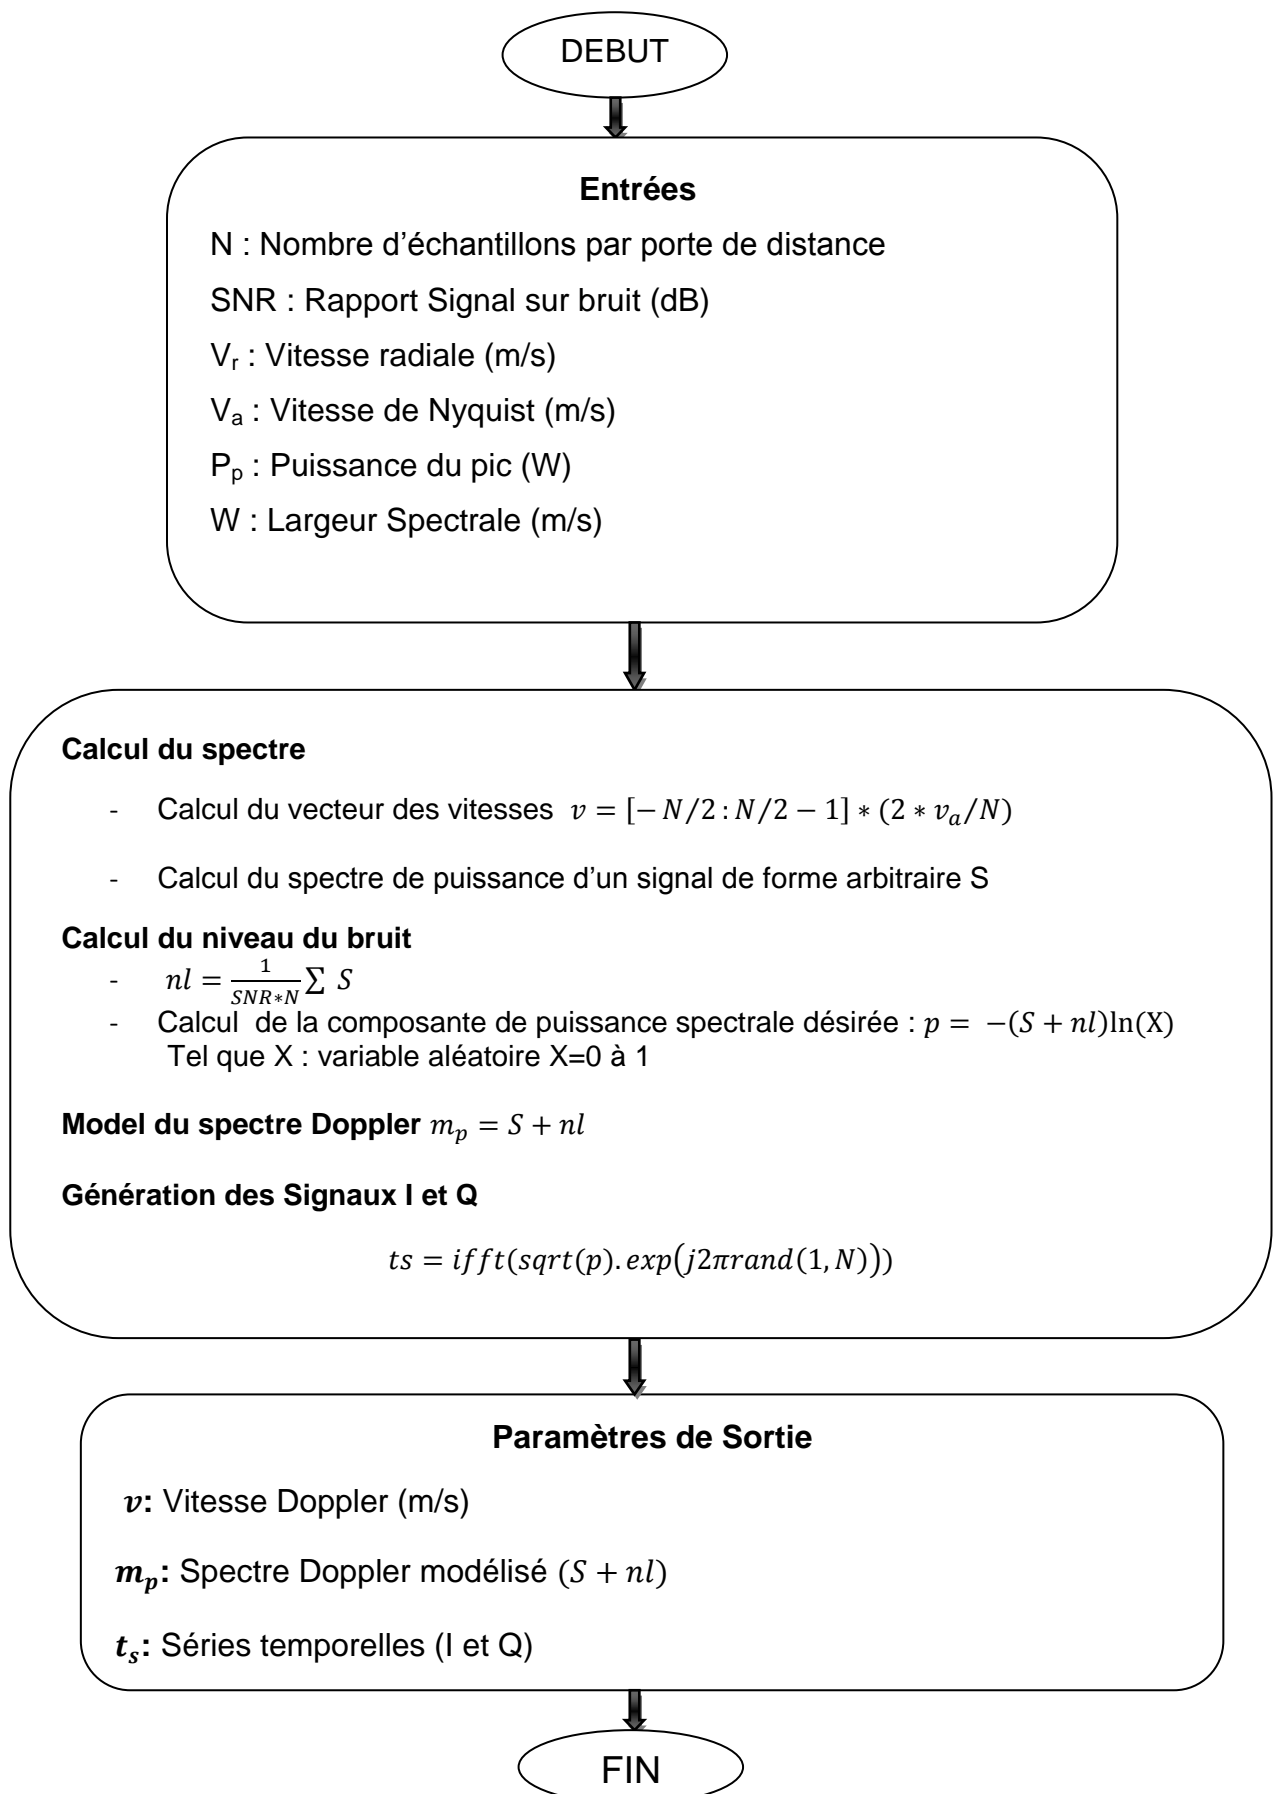 DEBUT
Entrées
N : Nombre d'échantillons par porte de distance
SNR : Rapport Signal sur bruit (dB)
Vr : Vitesse radiale (m/s)
Va : Vitesse de Nyquist (m/s)
Pp : Puissance du pic (W)
W : Largeur Spectrale (m/s)
Calcul du spectre
- Calcul du vecteur des vitesses v = [− N/2 : N/2 − 1] ∗ (2 ∗ v_a/N)
- Calcul du spectre de puissance d'un signal de forme arbitraire S
Calcul du niveau du bruit
- nl = 1/(SNR∗N) ∑ S
- Calcul de la composante de puissance spectrale désirée : p = −(S + nl)ln(X)
Tel que X : variable aléatoire X=0 à 1
Model du spectre Doppler m_p = S + nl
Génération des Signaux I et Q
ts = ifft(sqrt(p). exp(j2πrand(1, N)))
Paramètres de Sortie
v: Vitesse Doppler (m/s)
m_p: Spectre Doppler modélisé (S + nl)
t_s: Séries temporelles (I et Q)
FIN